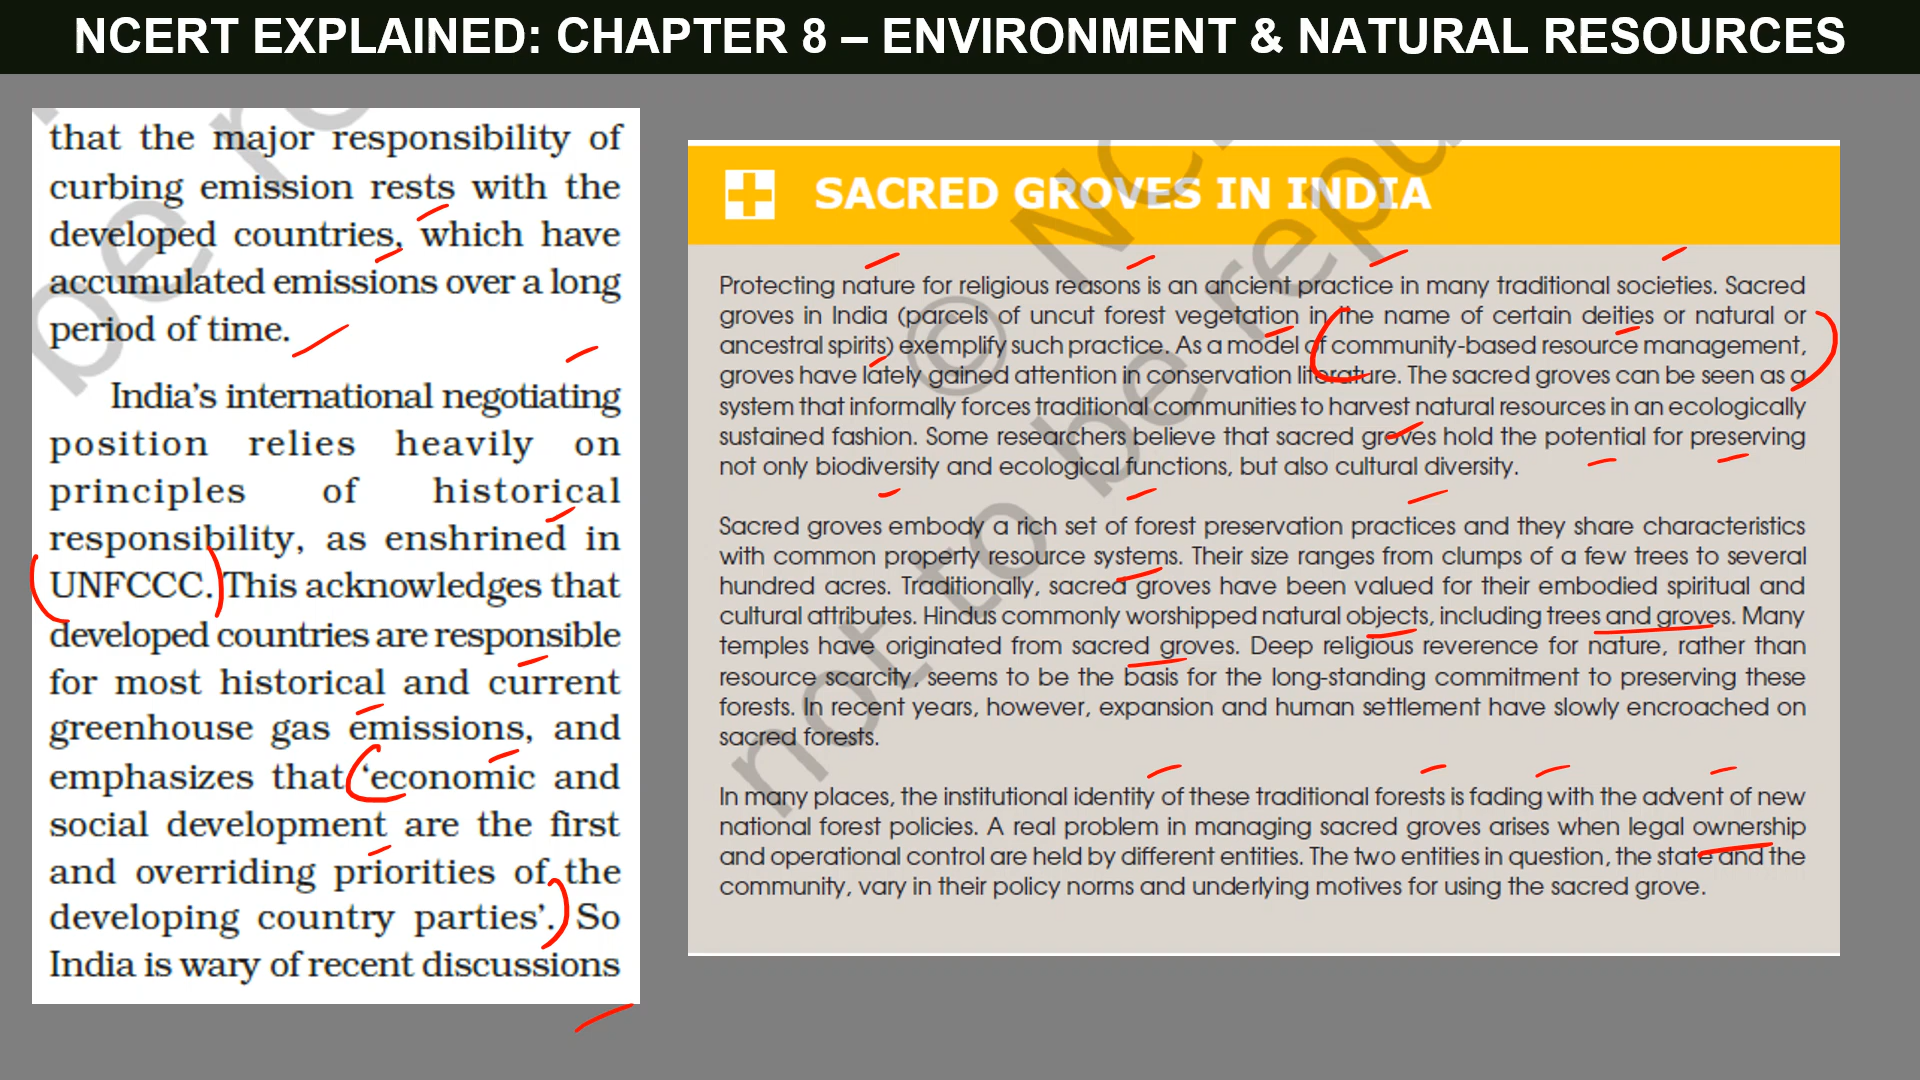 NCERT EXPLAINED: CHAPTER 8 – ENVIRONMENT & NATURAL RESOURCES
that the major responsibility of
curbing emission rests with the
developed countries, which have
accumulated emissions over a long
period of time.
India's international negotiating
position relies heavily on
principles of historical
responsibility, as enshrined in
UNFCCC. This acknowledges that
developed countries are responsible
for most historical and current
greenhouse gas emissions, and
emphasizes that 'economic and
social development are the first
and overriding priorities of the
developing country parties'. So
India is wary of recent discussions
SACRED GROVES IN INDIA
Protecting nature for religious reasons is an ancient practice in many traditional societies. Sacred
groves in India (parcels of uncut forest vegetation in the name of certain deities or natural or
ancestral spirits) exemplify such practice. As a model of community-based resource management,
groves have lately gained attention in conservation literature. The sacred groves can be seen as a
system that informally forces traditional communities to harvest natural resources in an ecologically
sustained fashion. Some researchers believe that sacred groves hold the potential for preserving
not only biodiversity and ecological functions, but also cultural diversity.
Sacred groves embody a rich set of forest preservation practices and they share characteristics
with common property resource systems. Their size ranges from clumps of a few trees to several
hundred acres. Traditionally, sacred groves have been valued for their embodied spiritual and
cultural attributes. Hindus commonly worshipped natural objects, including trees and groves. Many
temples have originated from sacred groves. Deep religious reverence for nature, rather than
resource scarcity, seems to be the basis for the long-standing commitment to preserving these
forests. In recent years, however, expansion and human settlement have slowly encroached on
sacred forests.
In many places, the institutional identity of these traditional forests is fading with the advent of new
national forest policies. A real problem in managing sacred groves arises when legal ownership
and operational control are held by different entities. The two entities in question, the state and the
community, vary in their policy norms and underlying motives for using the sacred grove.